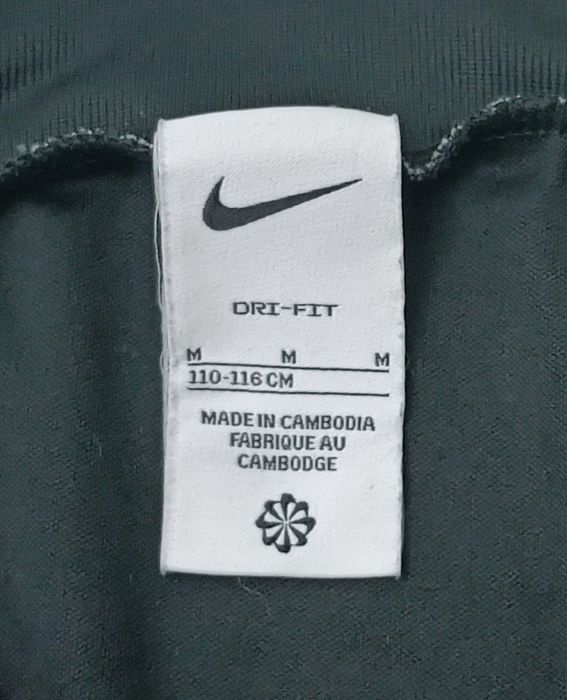 DRI-FIT
M M M
110-116 CM
MADE IN CAMBODIA
FABRIQUE AU
CAMBODGE